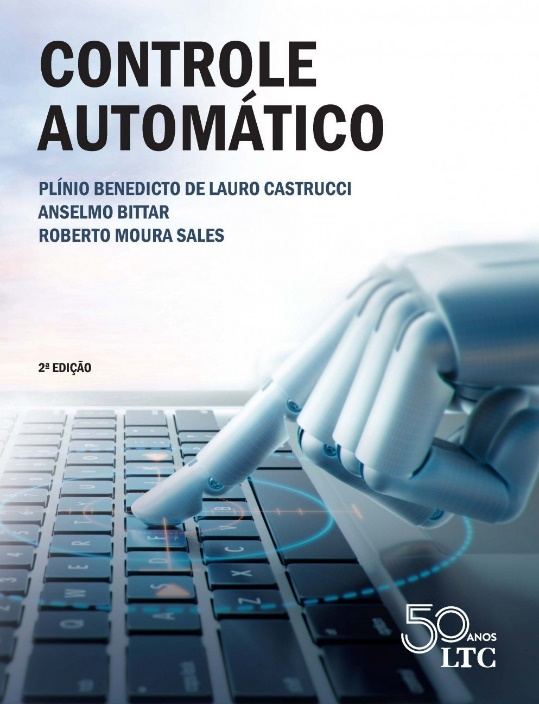 CONTROLE
AUTOMÁTICO
PLÍNIO BENEDICTO DE LAURO CASTRUCCI
ANSELMO BITTAR
ROBERTO MOURA SALES
2ª EDIÇÃO
50 ANOS
LTC